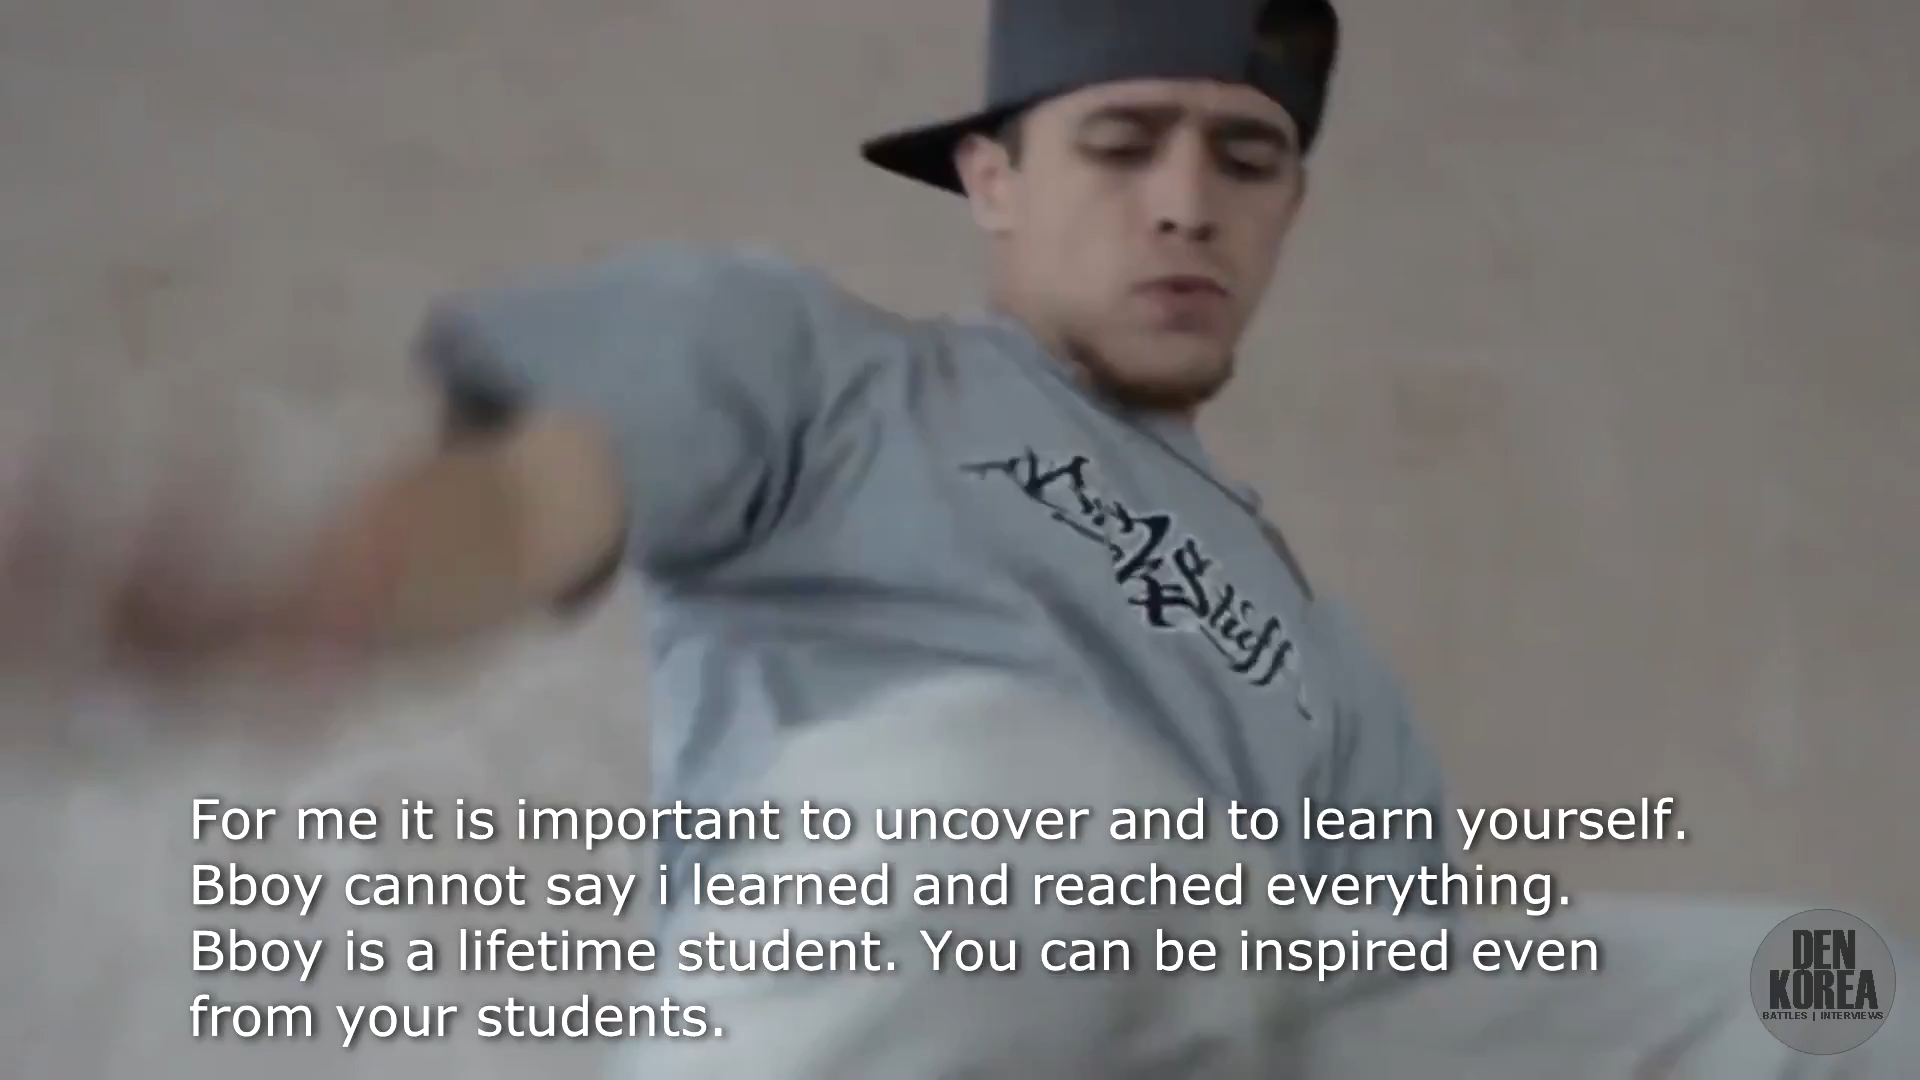 Stuff
For me it is important to uncover and to learn yourself.
Bboy cannot say i learned and reached everything.
Bboy is a lifetime student. You can be inspired even
from your students.
DEN
KOREA
BATTLES | INTERVIEWS